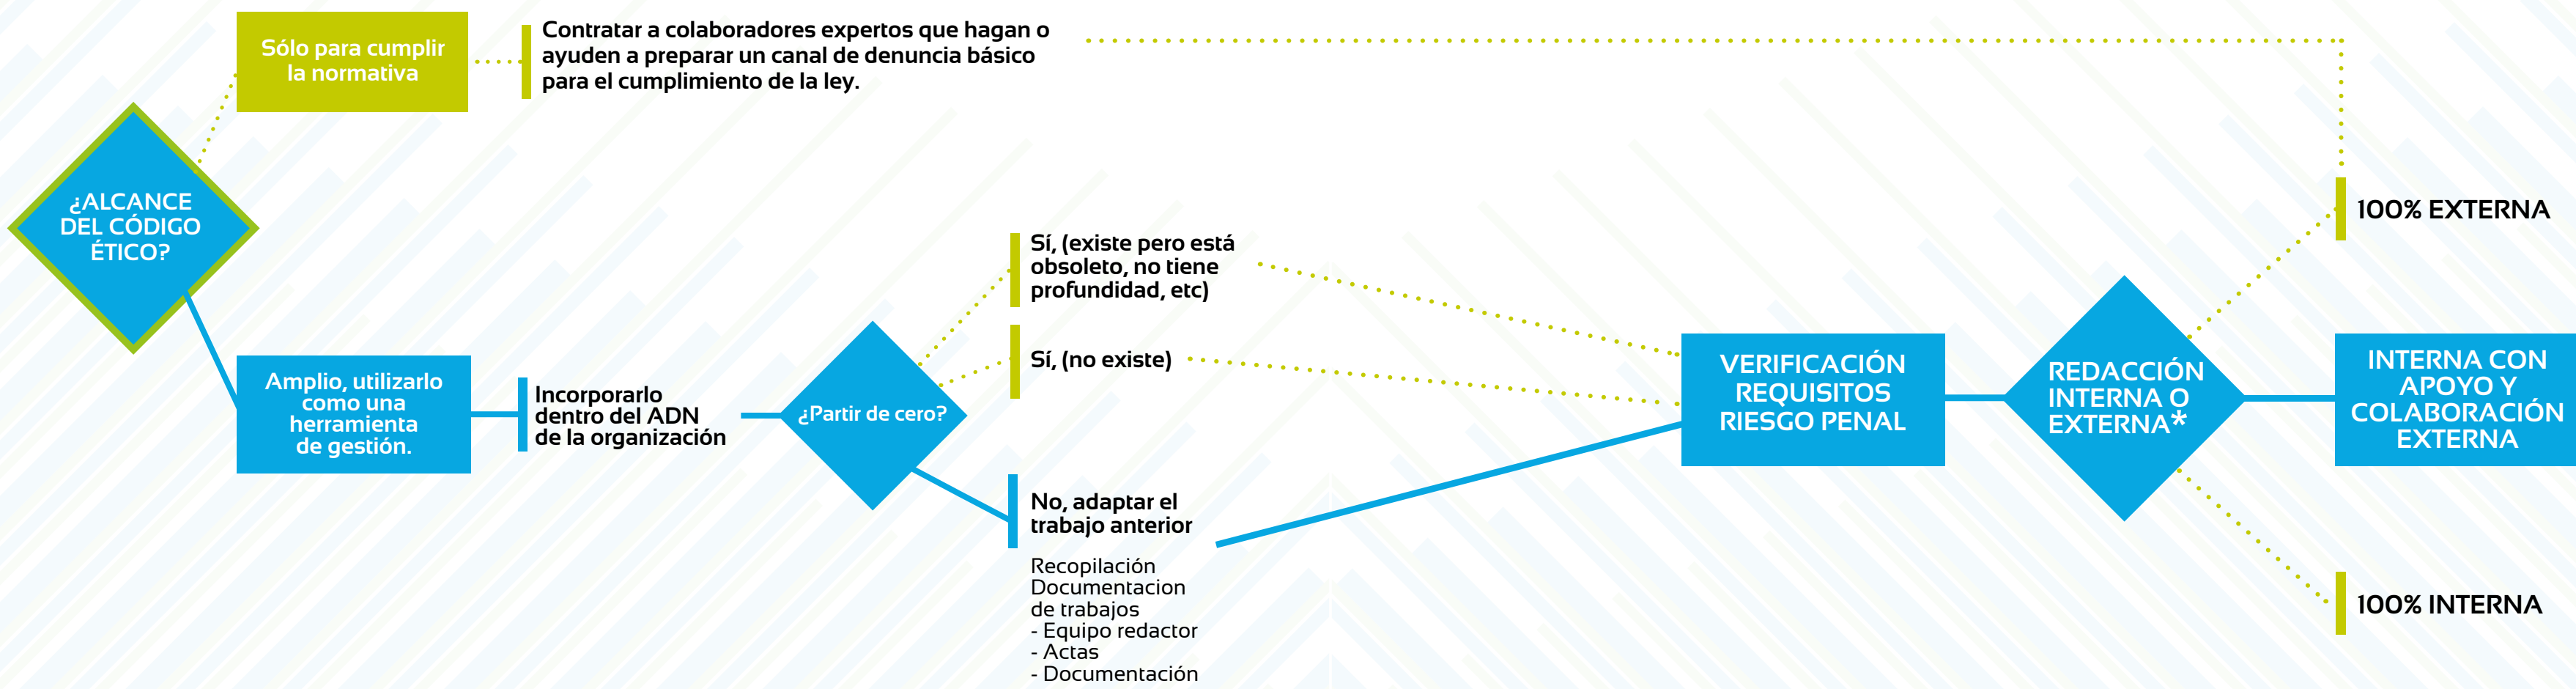 Sólo para cumplir
la normativa
Contratar a colaboradores expertos que hagan o
ayuden a preparar un canal de denuncia básico
para el cumplimiento de la ley.
¿ALCANCE
DEL CÓDIGO
ÉTICO?
Amplio, utilizarlo
como una
herramienta
de gestión.
Incorporarlo
dentro del ADN
de la organización
¿Partir de cero?
Sí, (existe pero está
obsoleto, no tiene
profundidad, etc)
Sí, (no existe)
No, adaptar el
trabajo anterior
Recopilación
Documentacion
de trabajos
- Equipo redactor
- Actas
- Documentación
VERIFICACIÓN
REQUISITOS
RIESGO PENAL
REDACCIÓN
INTERNA O
EXTERNA*
100% EXTERNA
INTERNA CON
APOYO Y
COLABORACIÓN
EXTERNA
100% INTERNA